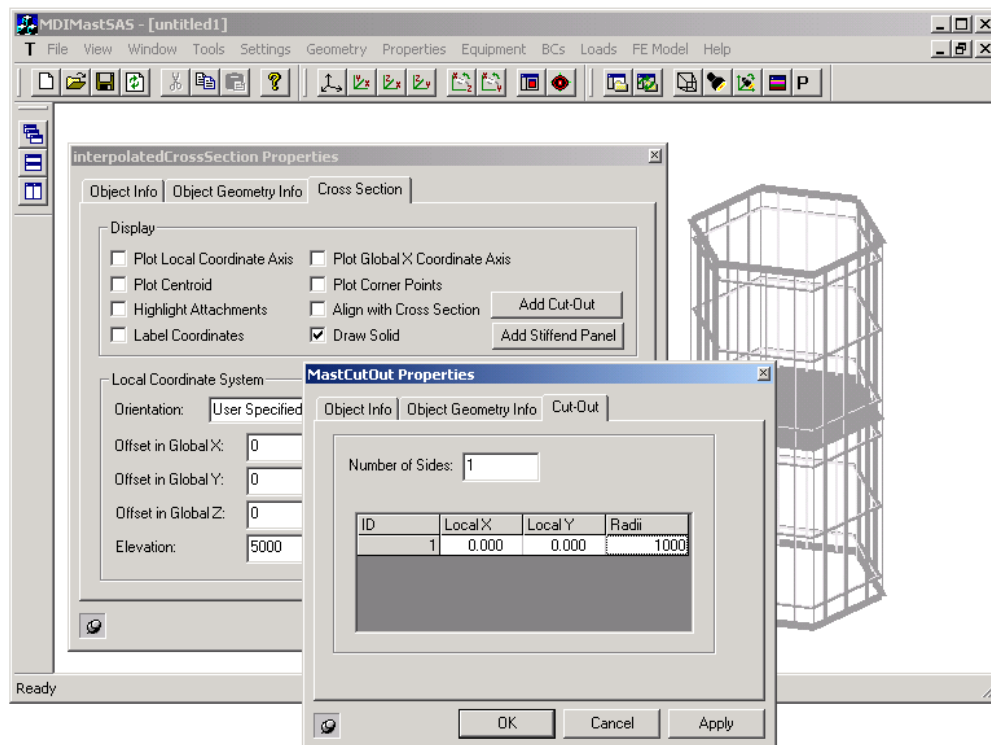 MDIMastSAS - [untitled1]
T File View Window Tools Settings Geometry Properties Equipment BCs Loads FE Model Help
P
interpolatedCrossSection Properties
Object Info Object Geometry Info Cross Section
Display
Plot Local Coordinate Axis Plot Global X Coordinate Axis
Plot Centroid Plot Corner Points
Highlight Attachments Align with Cross Section Add Cut-Out
Label Coordinates Draw Solid Add Stiffend Panel
Local Coordinate System
Orientation: User Specified
Offset in Global X: 0
Offset in Global Y: 0
Offset in Global Z: 0
Elevation: 5000
MastCutOut Properties
Object Info Object Geometry Info Cut-Out
Number of Sides: 1
ID Local X Local Y Radii
1 0.000 0.000 1000
OK Cancel Apply
Ready